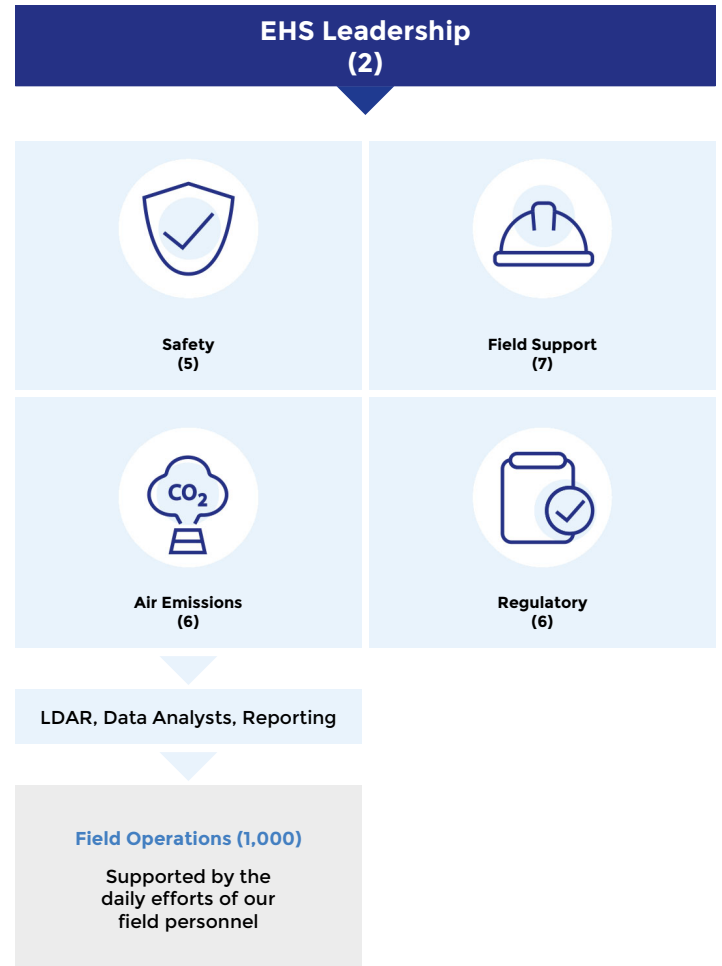 EHS Leadership
(2)
Safety
(5)
Field Support
(7)
CO₂
Air Emissions
(6)
Regulatory
(6)
LDAR, Data Analysts, Reporting
Field Operations (1,000)
Supported by the
daily efforts of our
field personnel